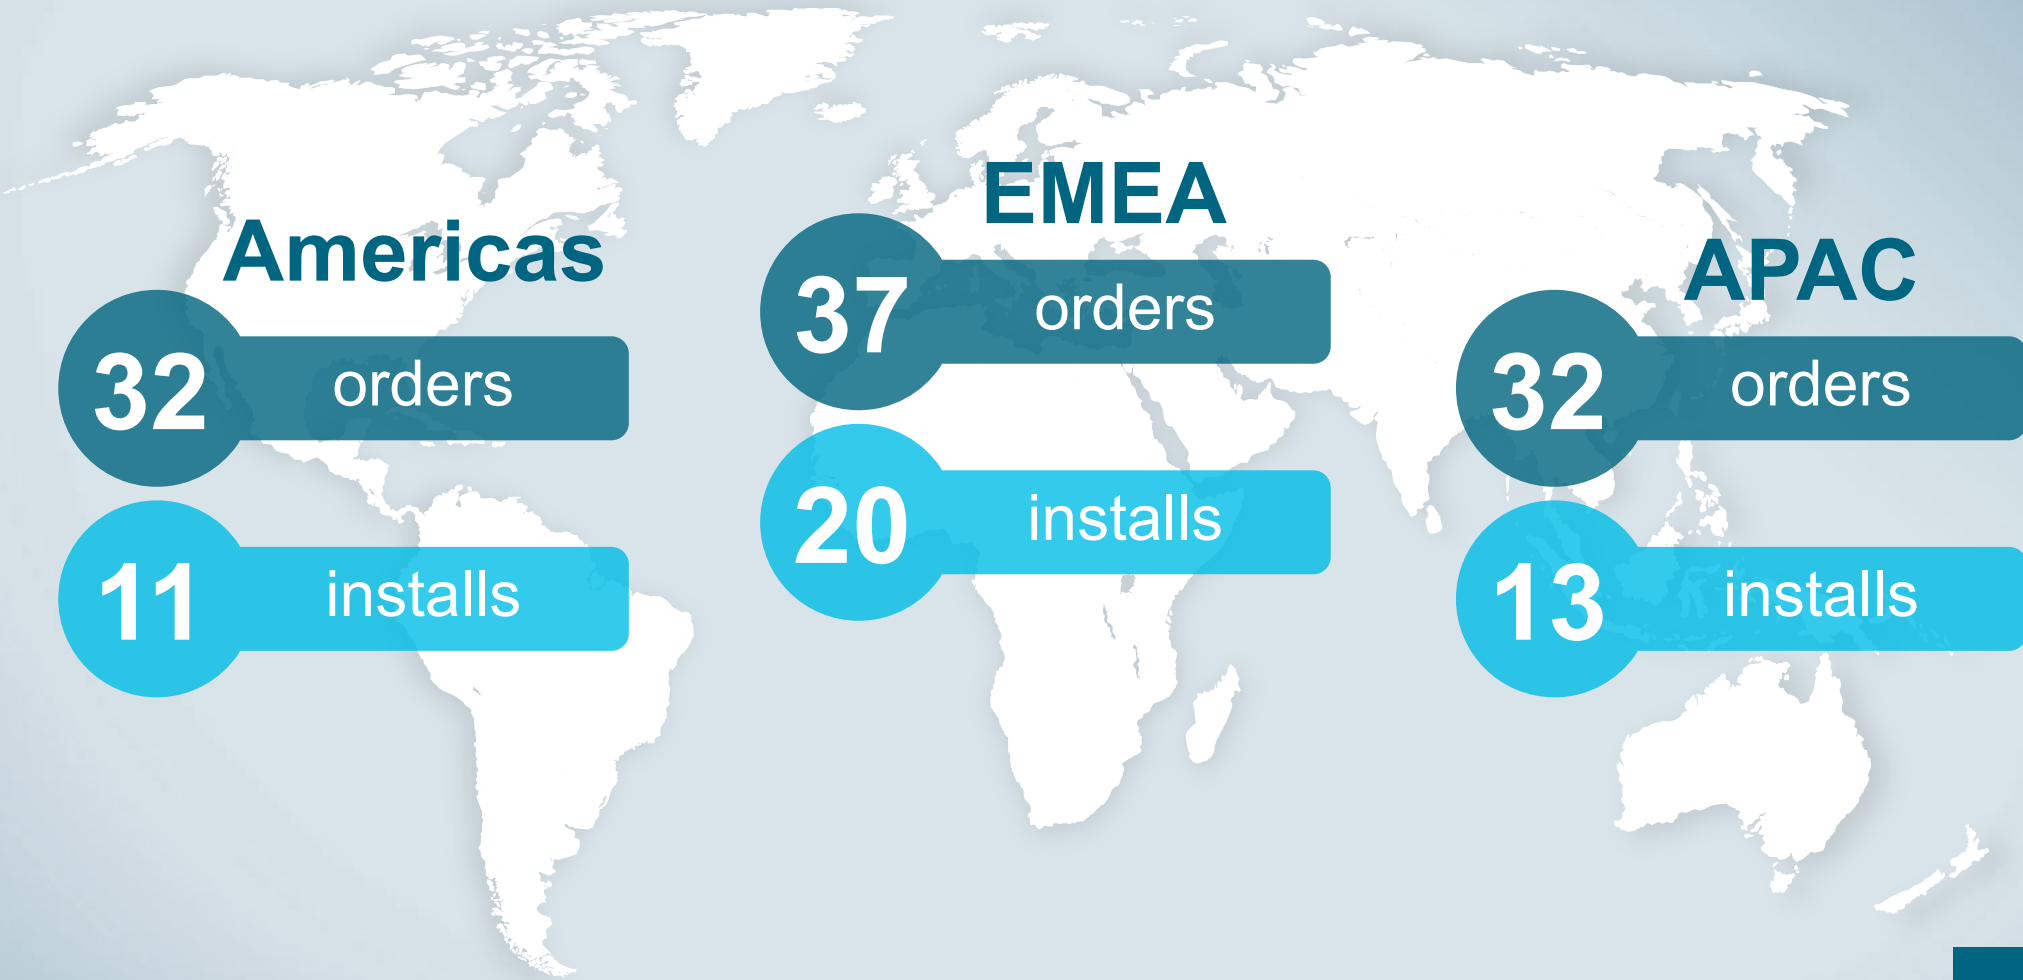 Americas
32 orders
11 installs
EMEA
37 orders
20 installs
APAC
32 orders
13 installs